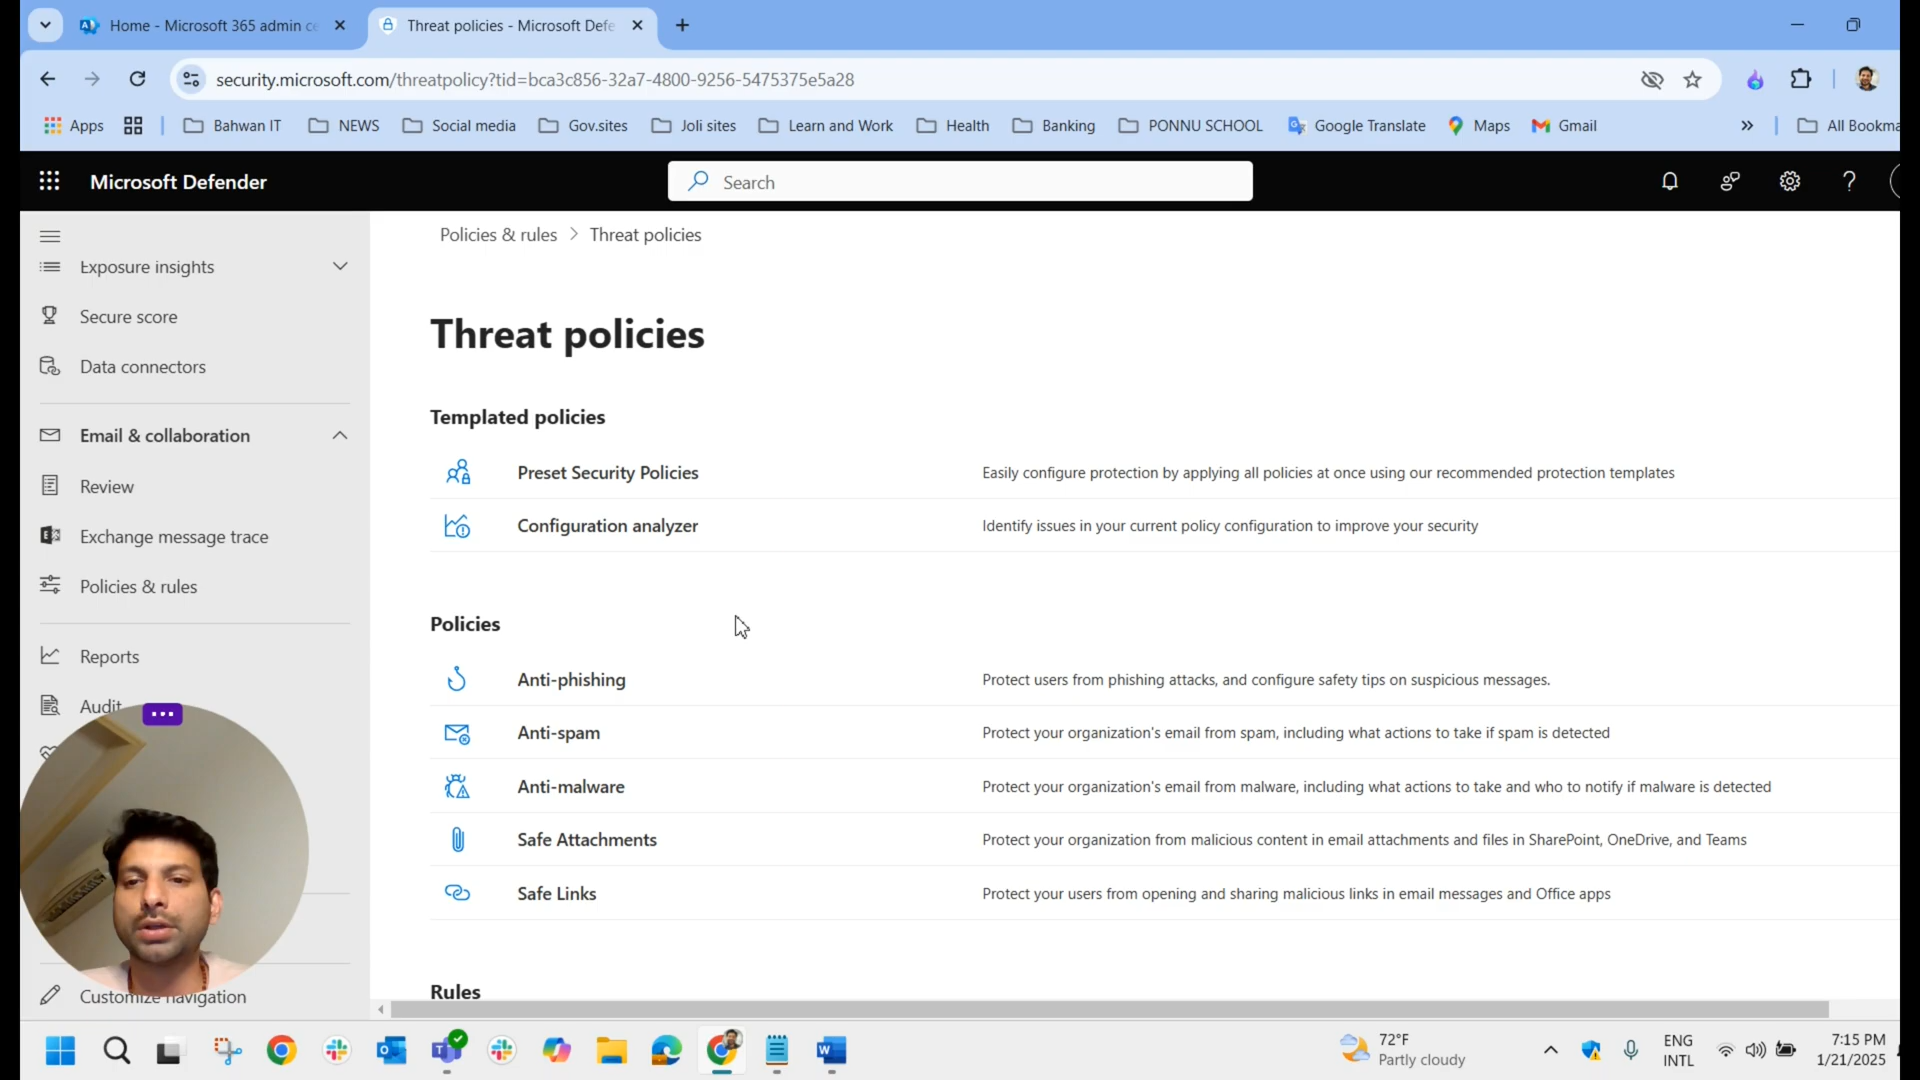 Home - Microsoft 365 admin ce
Threat policies - Microsoft Defe
security.microsoft.com/threatpolicy?tid=bca3c856-32a7-4800-9256-5475375e5a28
Apps
Bahwan IT
NEWS
Social media
Gov.sites
Joli sites
Learn and Work
Health
Banking
PONNU SCHOOL
Google Translate
Maps
Gmail
All Bookma
Microsoft Defender
Search
Exposure insights
Secure score
Data connectors
Email & collaboration
Review
Exchange message trace
Policies & rules
Reports
Audit
Customize navigation
Policies & rules > Threat policies
Threat policies
Templated policies
Preset Security Policies
Easily configure protection by applying all policies at once using our recommended protection templates
Configuration analyzer
Identify issues in your current policy configuration to improve your security
Policies
Anti-phishing
Protect users from phishing attacks, and configure safety tips on suspicious messages.
Anti-spam
Protect your organization's email from spam, including what actions to take if spam is detected
Anti-malware
Protect your organization's email from malware, including what actions to take and who to notify if malware is detected
Safe Attachments
Protect your organization from malicious content in email attachments and files in SharePoint, OneDrive, and Teams
Safe Links
Protect your users from opening and sharing malicious links in email messages and Office apps
Rules
72°F
Partly cloudy
ENG
INTL
7:15 PM
1/21/2025